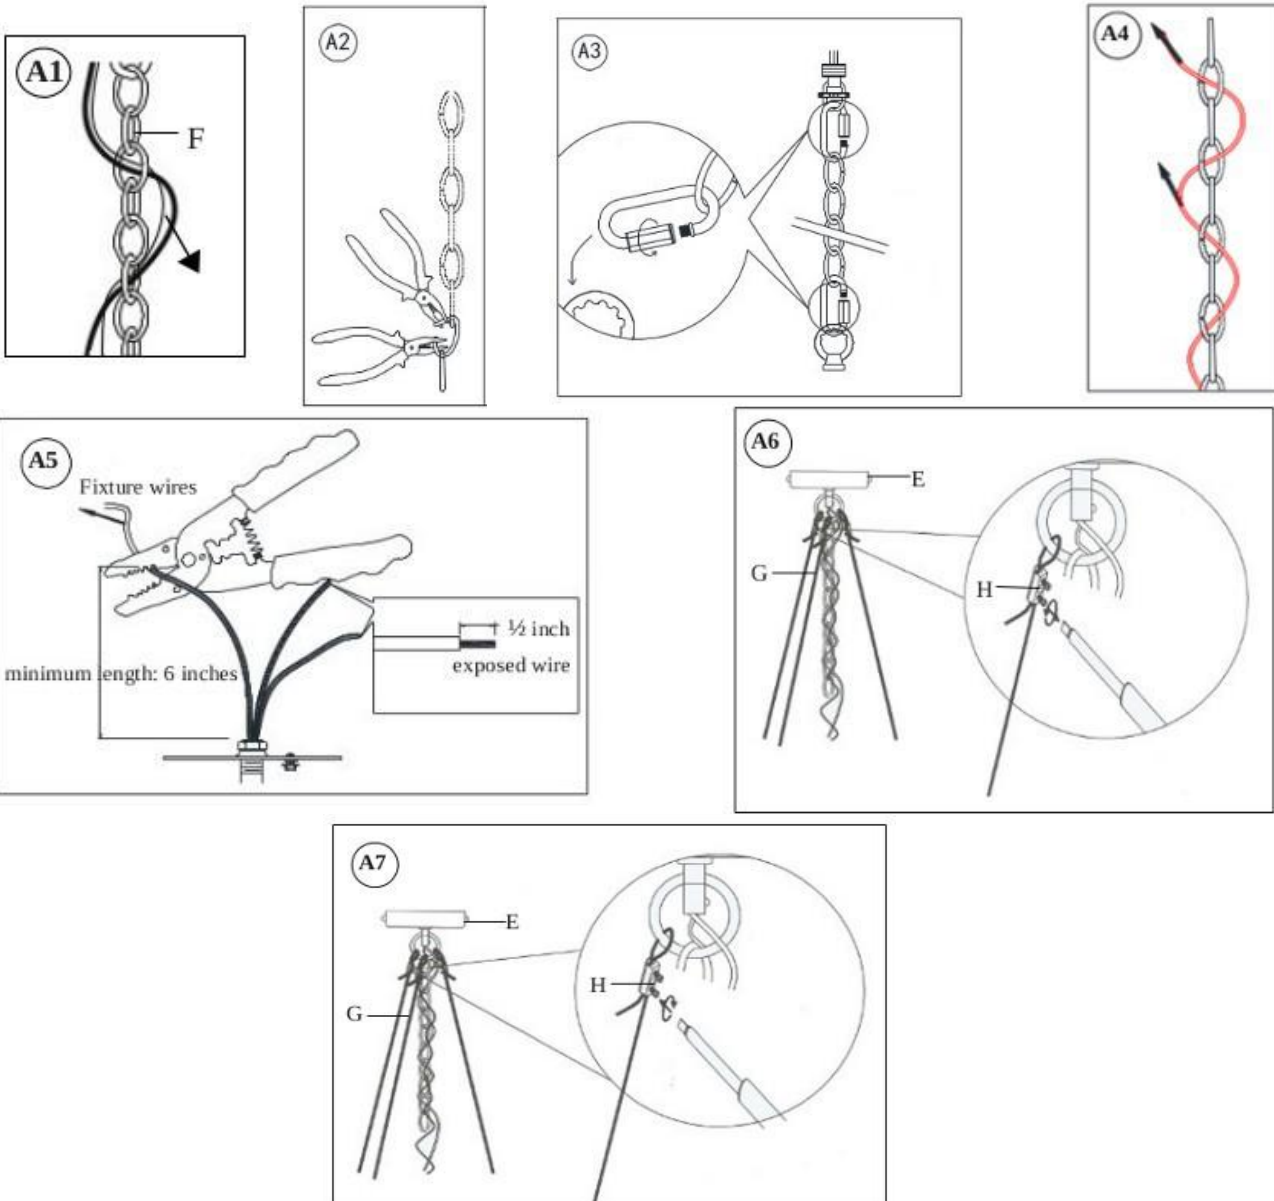 A1
F
A2
A3
A4
A5
Fixture wires
½ inch
exposed wire
minimum length: 6 inches
A6
E
G
H
A7
E
H
G